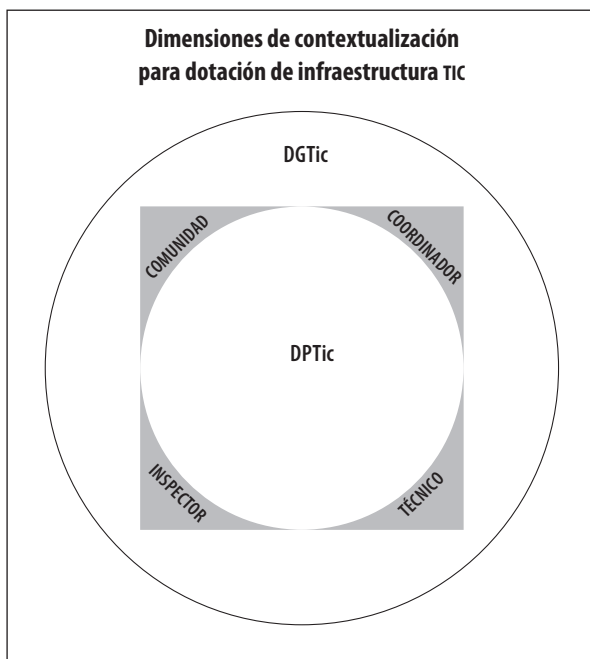 Dimensiones de contextualización
para dotación de infraestructura TIC
DGTic
COMUNIDAD
COORDINADOR
DPTic
INSPECTOR
TÉCNICO